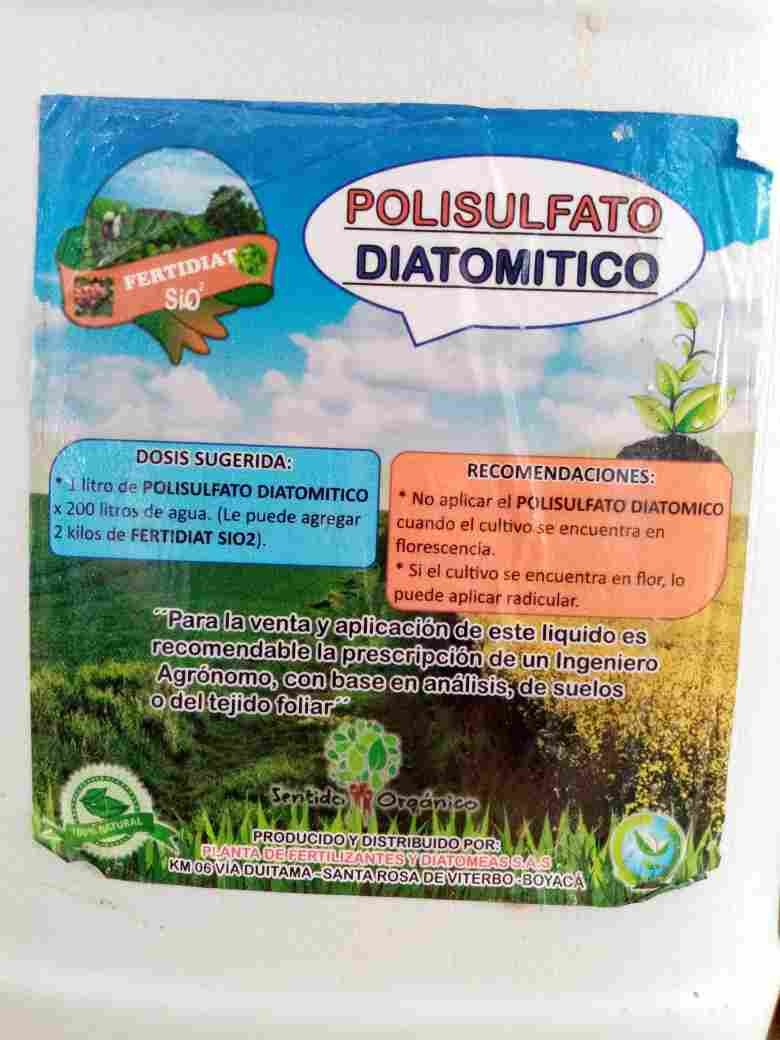 FERTIDIAT
SiO²
POLISULFATO
DIATOMITICO
DOSIS SUGERIDA:
* 1 litro de POLISULFATO DIATOMITICO
x 200 litros de agua. (Le puede agregar
2 kilos de FERTIDIAT SIO2).
RECOMENDACIONES:
* No aplicar el POLISULFATO DIATOMICO
cuando el cultivo se encuentra en
florescencia.
* Si el cultivo se encuentra en flor, lo
puede aplicar radicular.
´´Para la venta y aplicación de este liquido es
recomendable la prescripción de un Ingeniero
Agrónomo, con base en análisis, de suelos
o del tejido foliar´´
Sentido Orgánico
100% NATURAL
PRODUCIDO Y DISTRIBUIDO POR:
PLANTA DE FERTILIZANTES Y DIATOMEAS S.A.S
KM 06 VÍA DUITAMA - SANTA ROSA DE VITERBO - BOYACÁ